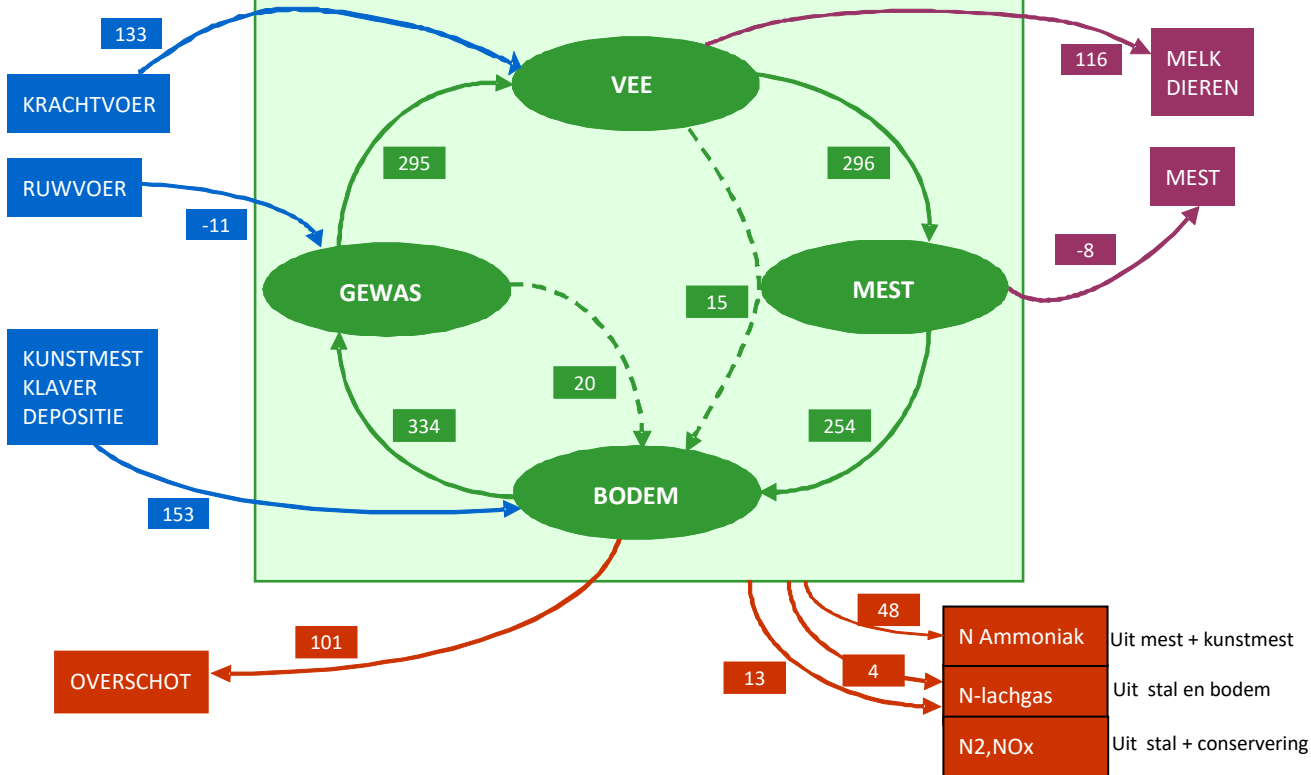 133
KRACHTVOER
VEE
116
MELK
DIEREN
RUWVOER
295
296
MEST
-11
-8
GEWAS
15
MEST
KUNSTMEST
KLAVER
DEPOSITIE
20
334
254
BODEM
153
48
N Ammoniak
Uit mest + kunstmest
101
OVERSCHOT
13
4
N-lachgas
Uit stal en bodem
N2,NOx
Uit stal + conservering